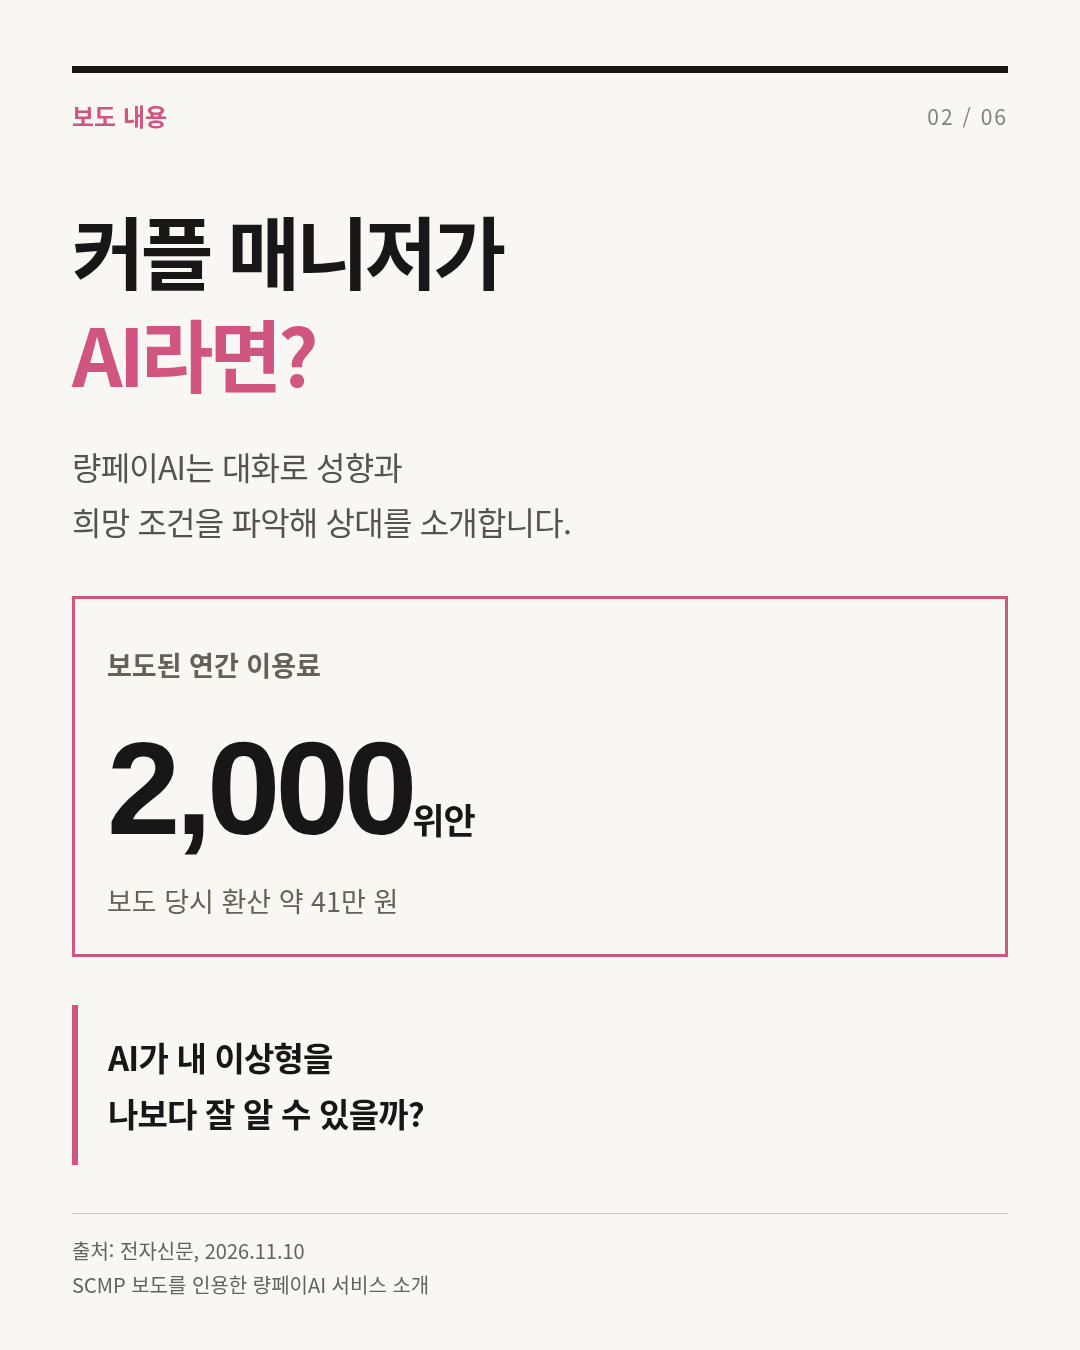 보도 내용
02 / 06
커플 매니저가
AI라면?
량페이AI는 대화로 성향과
희망 조건을 파악해 상대를 소개합니다.
보도된 연간 이용료
2,000위안
보도 당시 환산 약 41만 원
AI가 내 이상형을
나보다 잘 알 수 있을까?
출처: 전자신문, 2026.11.10
SCMP 보도를 인용한 량페이AI 서비스 소개